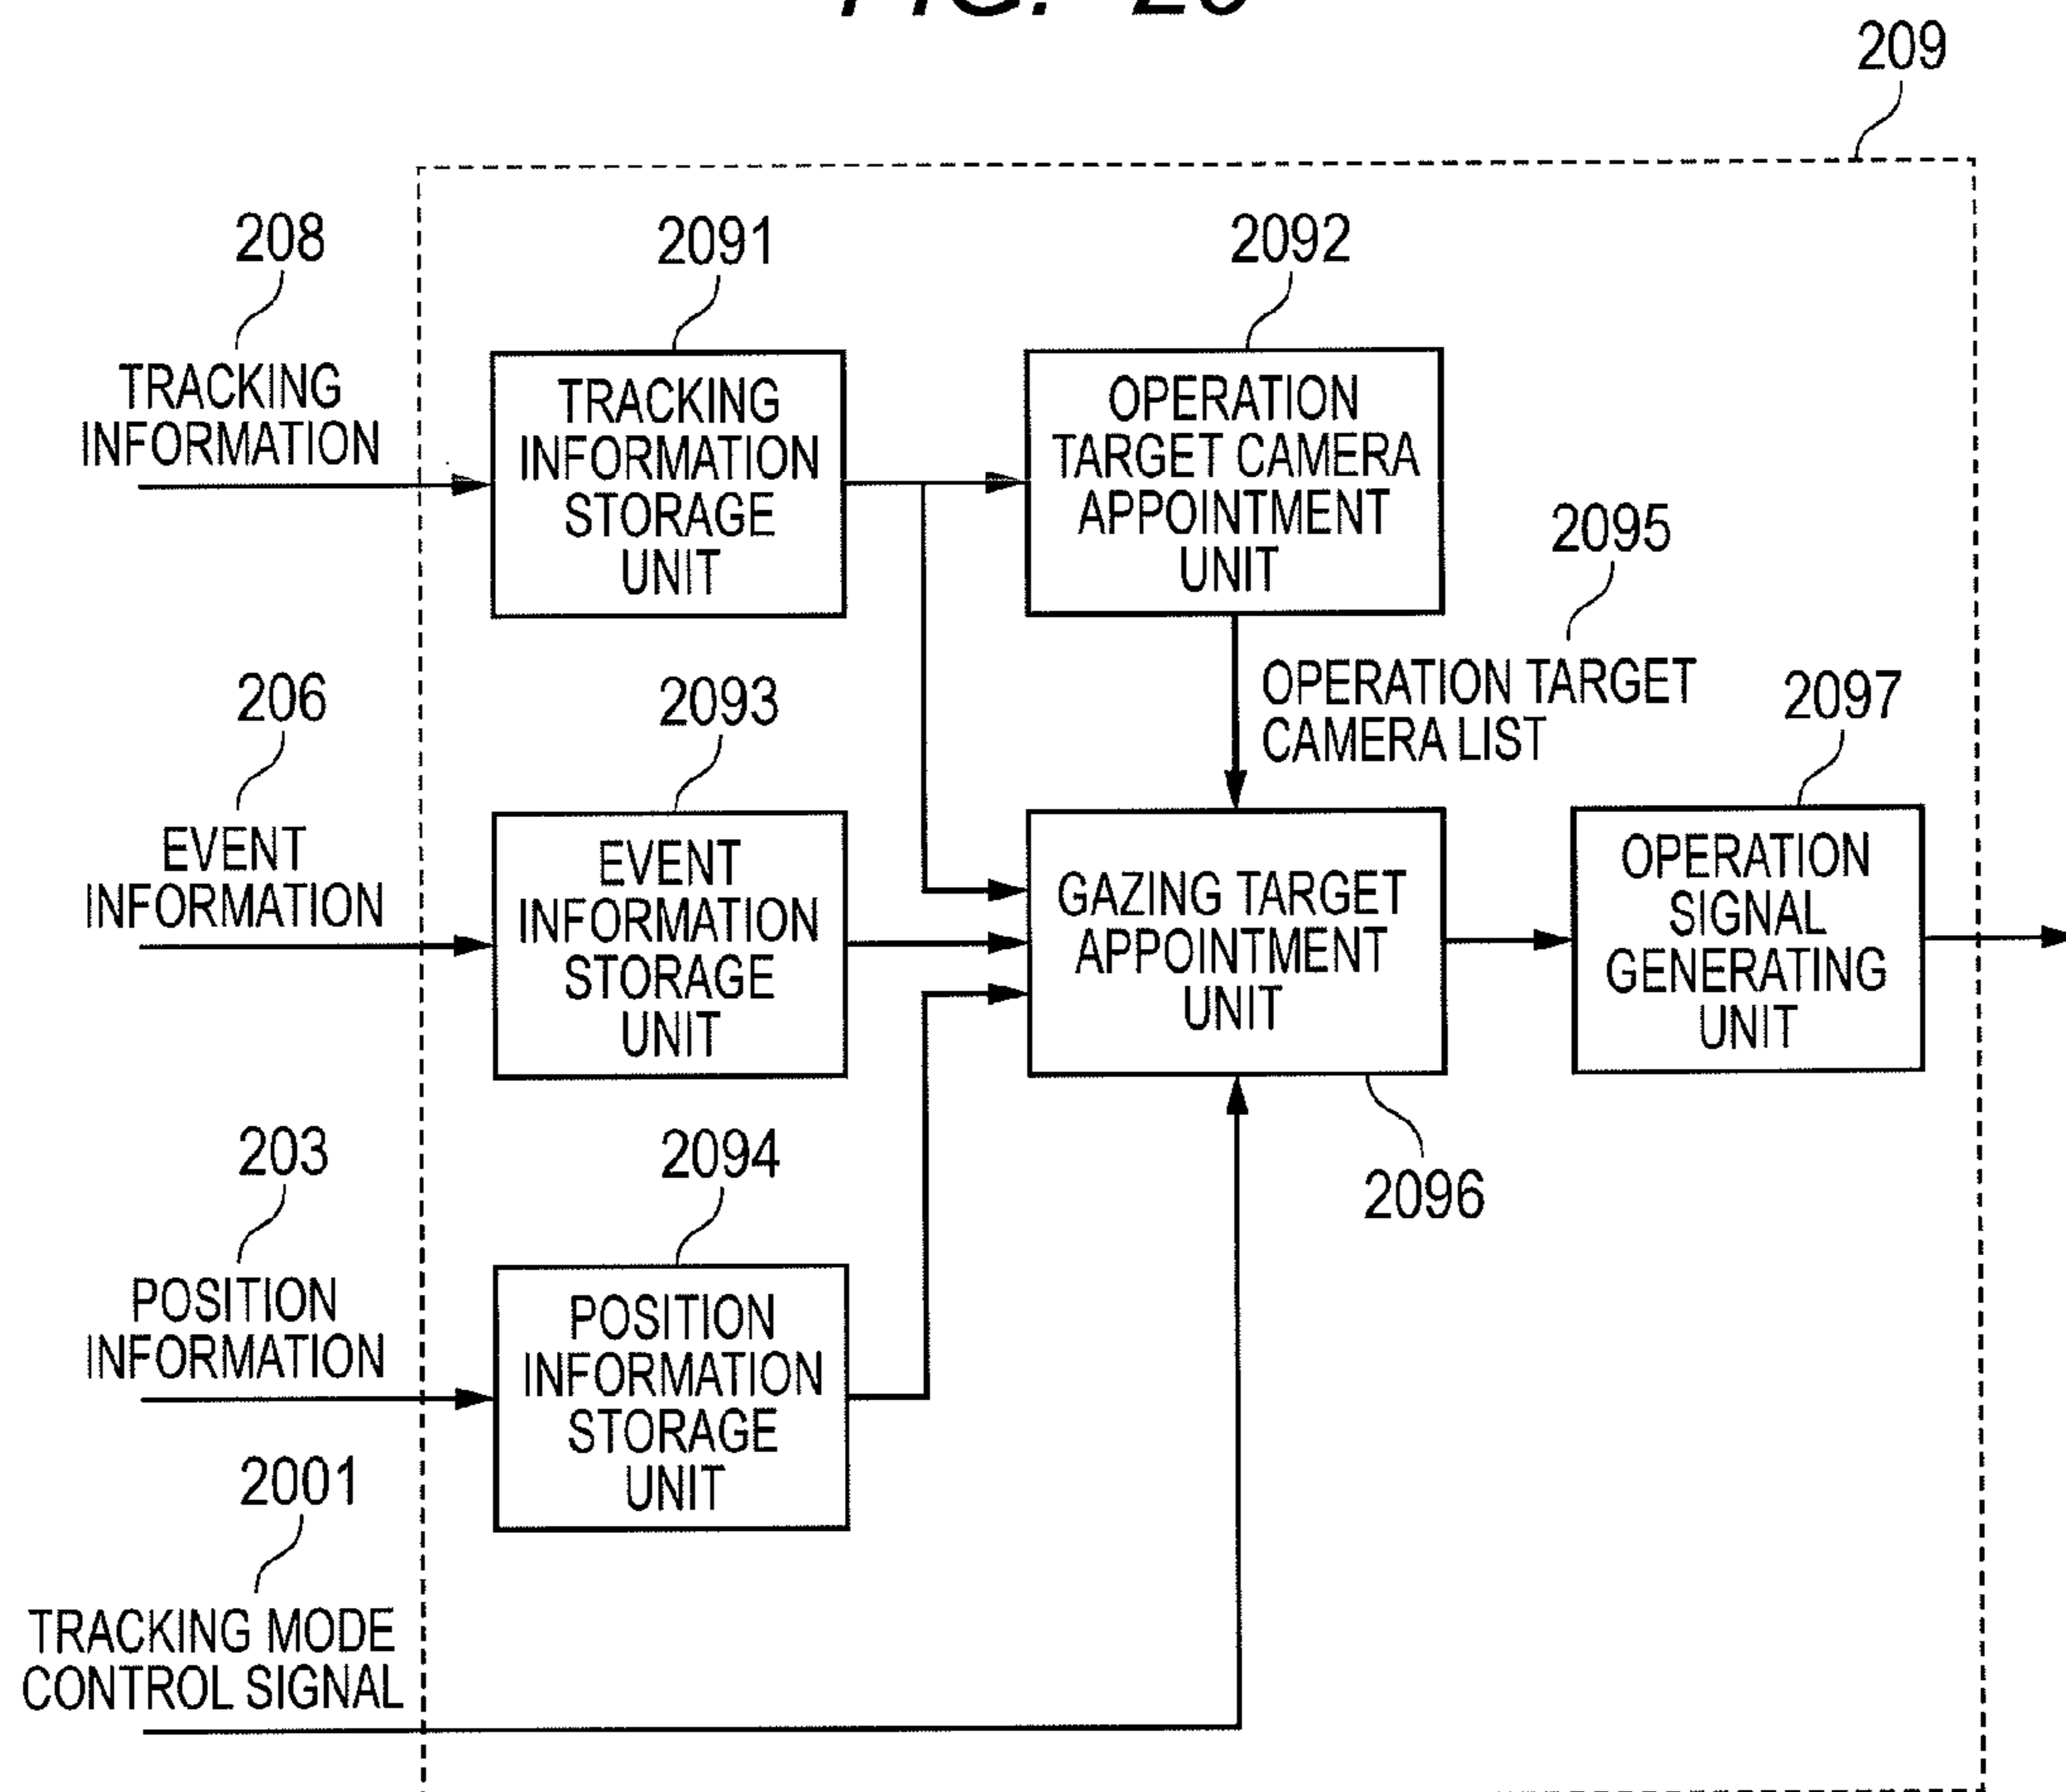 209
208
TRACKING
INFORMATION
2091
TRACKING
INFORMATION
STORAGE
UNIT
2092
OPERATION
TARGET CAMERA
APPOINTMENT
UNIT
2095
OPERATION TARGET
CAMERA LIST
206
EVENT
INFORMATION
2093
EVENT
INFORMATION
STORAGE
UNIT
GAZING TARGET
APPOINTMENT
UNIT
2096
2097
OPERATION
SIGNAL
GENERATING
UNIT
203
POSITION
INFORMATION
2094
POSITION
INFORMATION
STORAGE
UNIT
2001
TRACKING MODE
CONTROL SIGNAL